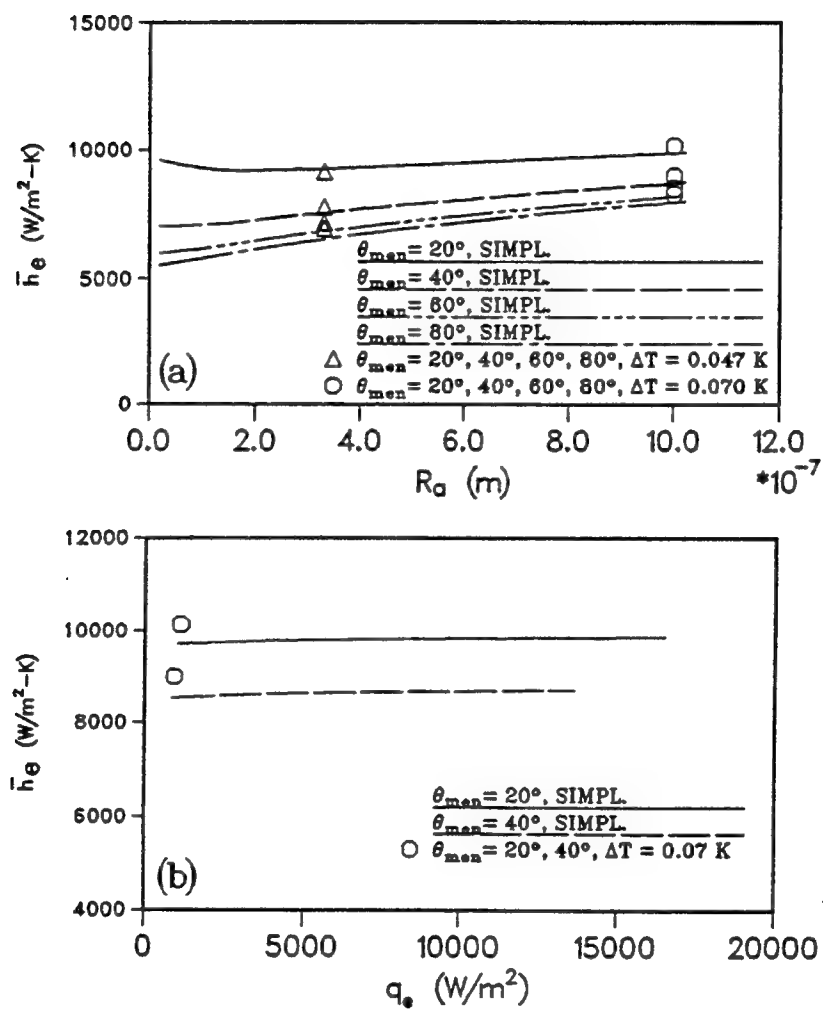 15000
10000
5000
0
h̄e (W/m²-K)
θmen = 20°, SIMPL.
θmen = 40°, SIMPL.
θmen = 60°, SIMPL.
θmen = 80°, SIMPL.
△ θmen = 20°, 40°, 60°, 80°, ΔT = 0.047 K
○ θmen = 20°, 40°, 60°, 80°, ΔT = 0.070 K
(a)
0.0 2.0 4.0 6.0 8.0 10.0 12.0
Ra (m) *10⁻⁷
12000
10000
8000
6000
4000
h̄e (W/m²-K)
θmen = 20°, SIMPL.
θmen = 40°, SIMPL.
○ θmen = 20°, 40°, ΔT = 0.07 K
(b)
0 5000 10000 15000 20000
qe (W/m²)